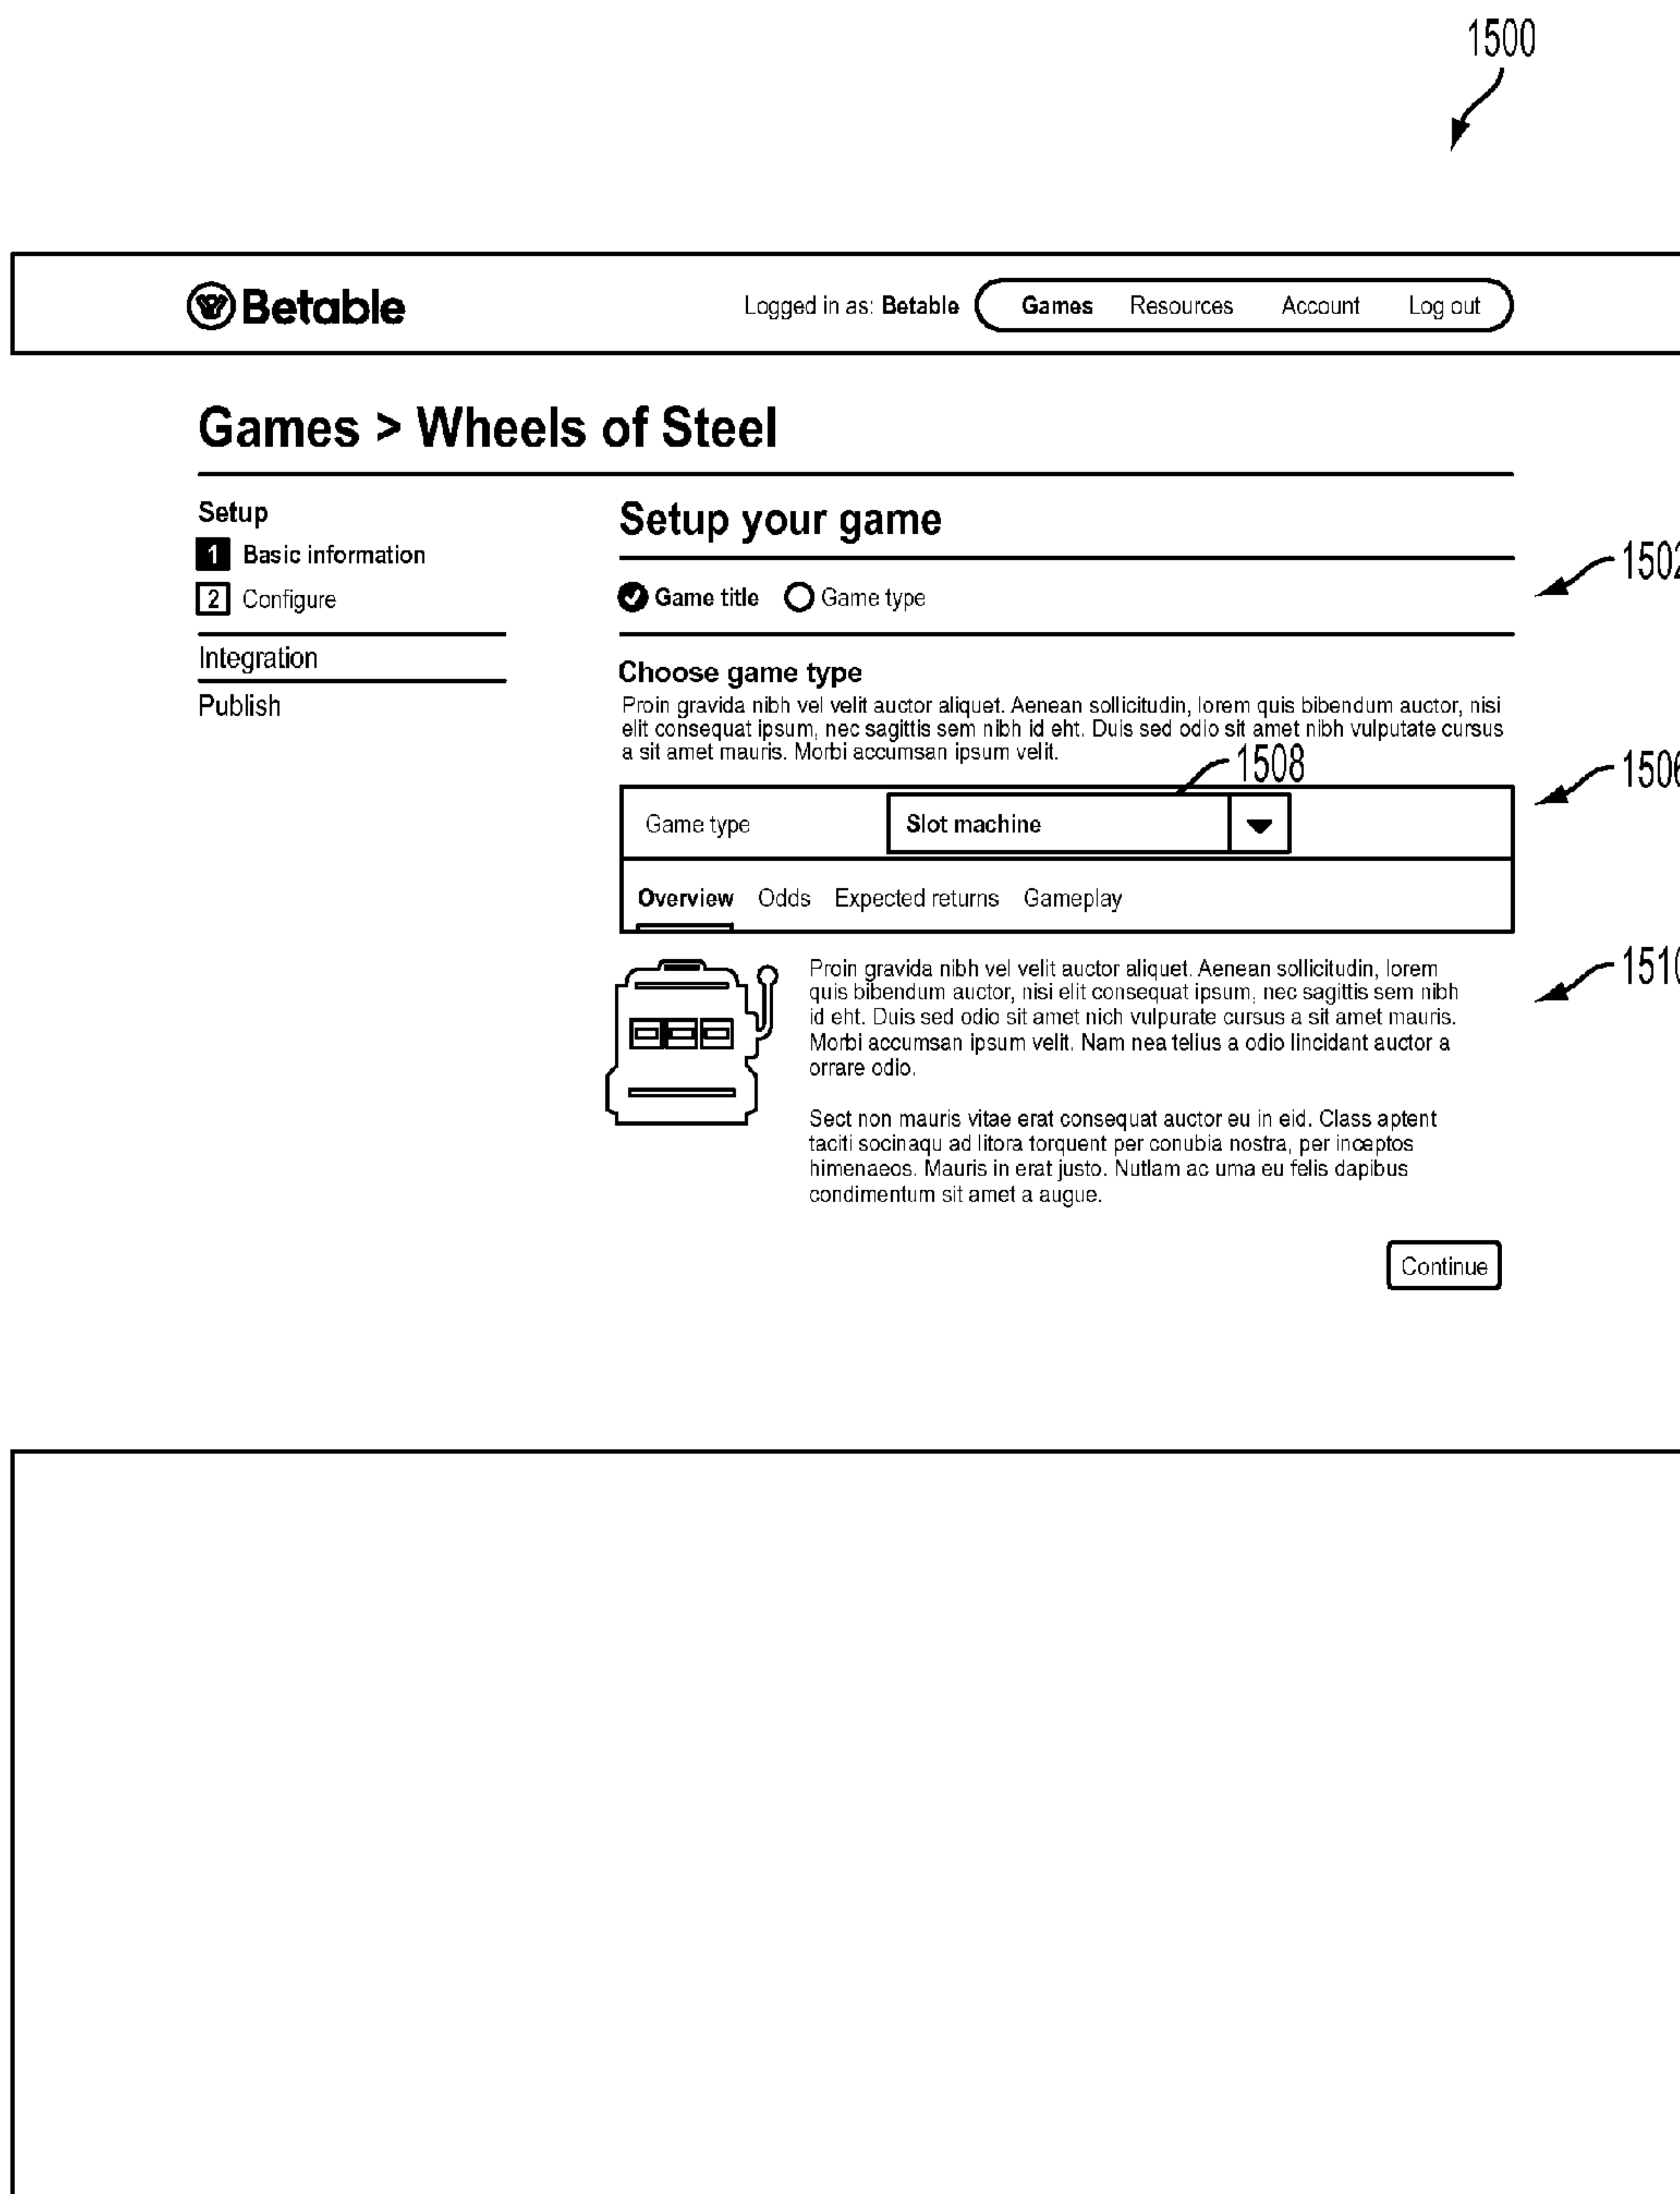 1500
Betable
Logged in as: Betable Games Resources Account Log out
Games > Wheels of Steel
Setup
1 Basic information
2 Configure
Integration
Publish
Setup your game
1502
Game title Game type
Choose game type
Proin gravida nibh vel velit auctor aliquet. Aenean sollicitudin, lorem quis bibendum auctor, nisi
elit consequat ipsum, nec sagittis sem nibh id eht. Duis sed odio sit amet nibh vulputate cursus
a sit amet mauris. Morbi accumsan ipsum velit.
1508
1506
Game type Slot machine
Overview Odds Expected returns Gameplay
1510
Proin gravida nibh vel velit auctor aliquet. Aenean sollicitudin, lorem
quis bibendum auctor, nisi elit consequat ipsum, nec sagittis sem nibh
id eht. Duis sed odio sit amet nich vulpurate cursus a sit amet mauris.
Morbi accumsan ipsum velit. Nam nea telius a odio lincidant auctor a
orrare odio.
Sect non mauris vitae erat consequat auctor eu in eid. Class aptent
taciti socinaqu ad litora torquent per conubia nostra, per inceptos
himenaeos. Mauris in erat justo. Nutlam ac uma eu felis dapibus
condimentum sit amet a augue.
Continue